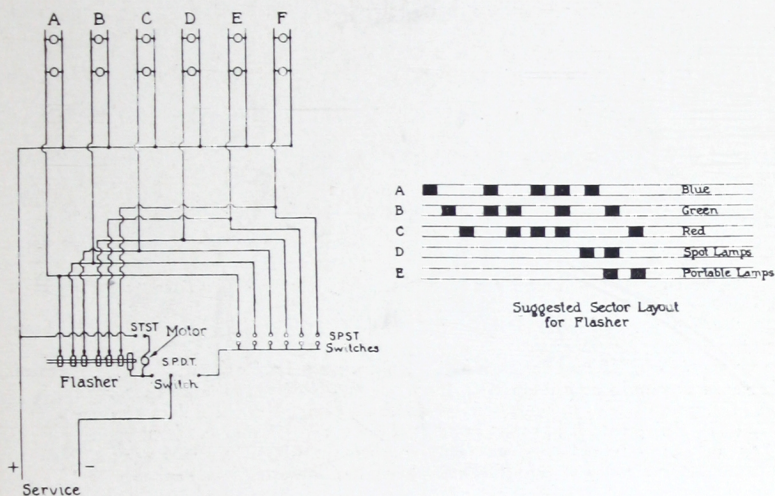 A B C D E F
STST
Motor
S.P.D.T.
Switch
Flasher
SPST
Switches
+ −
Service
A Blue
B Green
C Red
D Spot Lamps
E Portable Lamps
Suggested Sector Layout
for Flasher